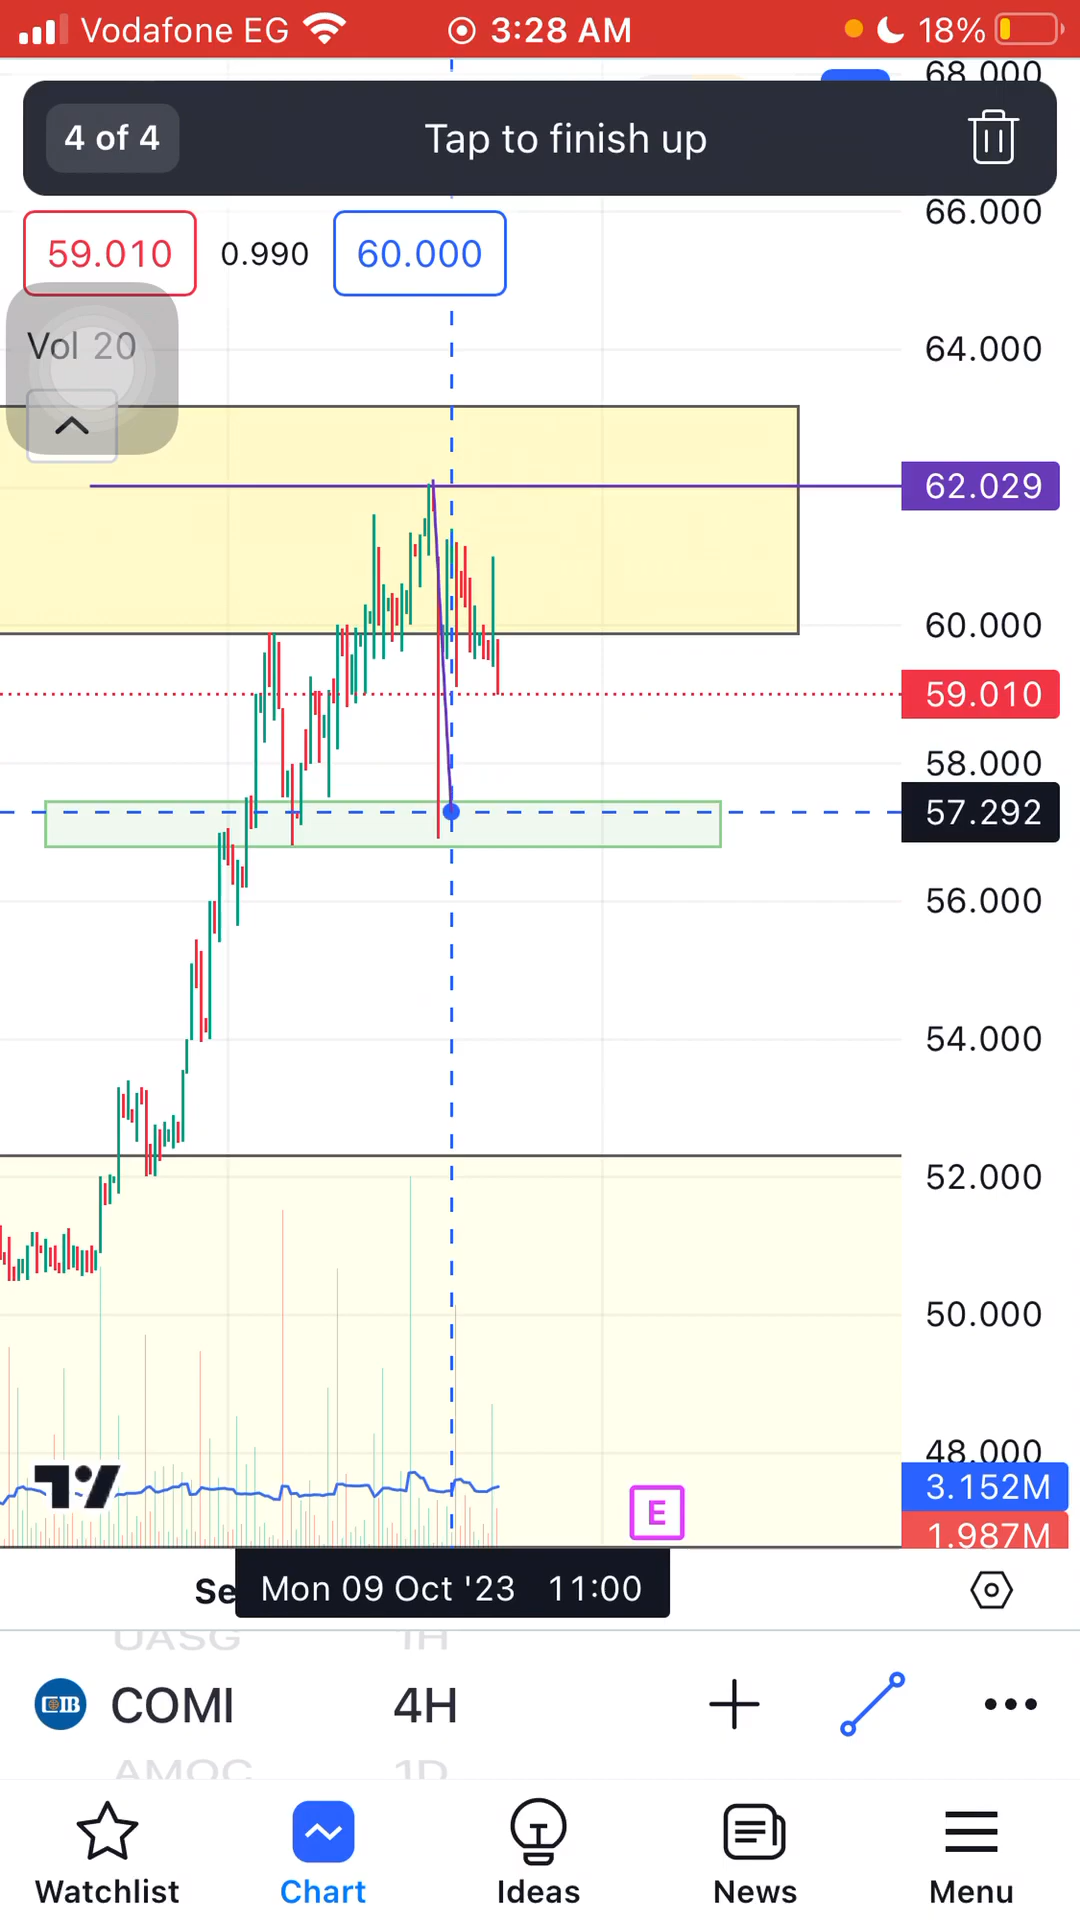 Vodafone EG 3:28 AM 18%
68.000
4 of 4 Tap to finish up
66.000
59.010 0.990 60.000
Vol 20
64.000
62.029
60.000
59.010
58.000
57.292
56.000
54.000
52.000
50.000
48.000
3.152M
E
1.987M
Se Mon 09 Oct '23 11:00
UASG 1H
CIB COMI 4H
AMOC 1D
Watchlist Chart Ideas News Menu